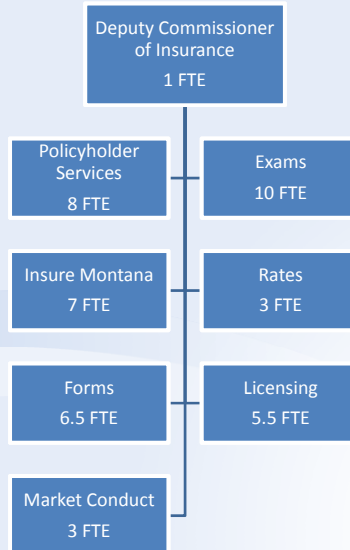 Deputy Commissioner
of Insurance
1 FTE
Policyholder
Services
8 FTE
Exams
10 FTE
Insure Montana
7 FTE
Rates
3 FTE
Forms
6.5 FTE
Licensing
5.5 FTE
Market Conduct
3 FTE